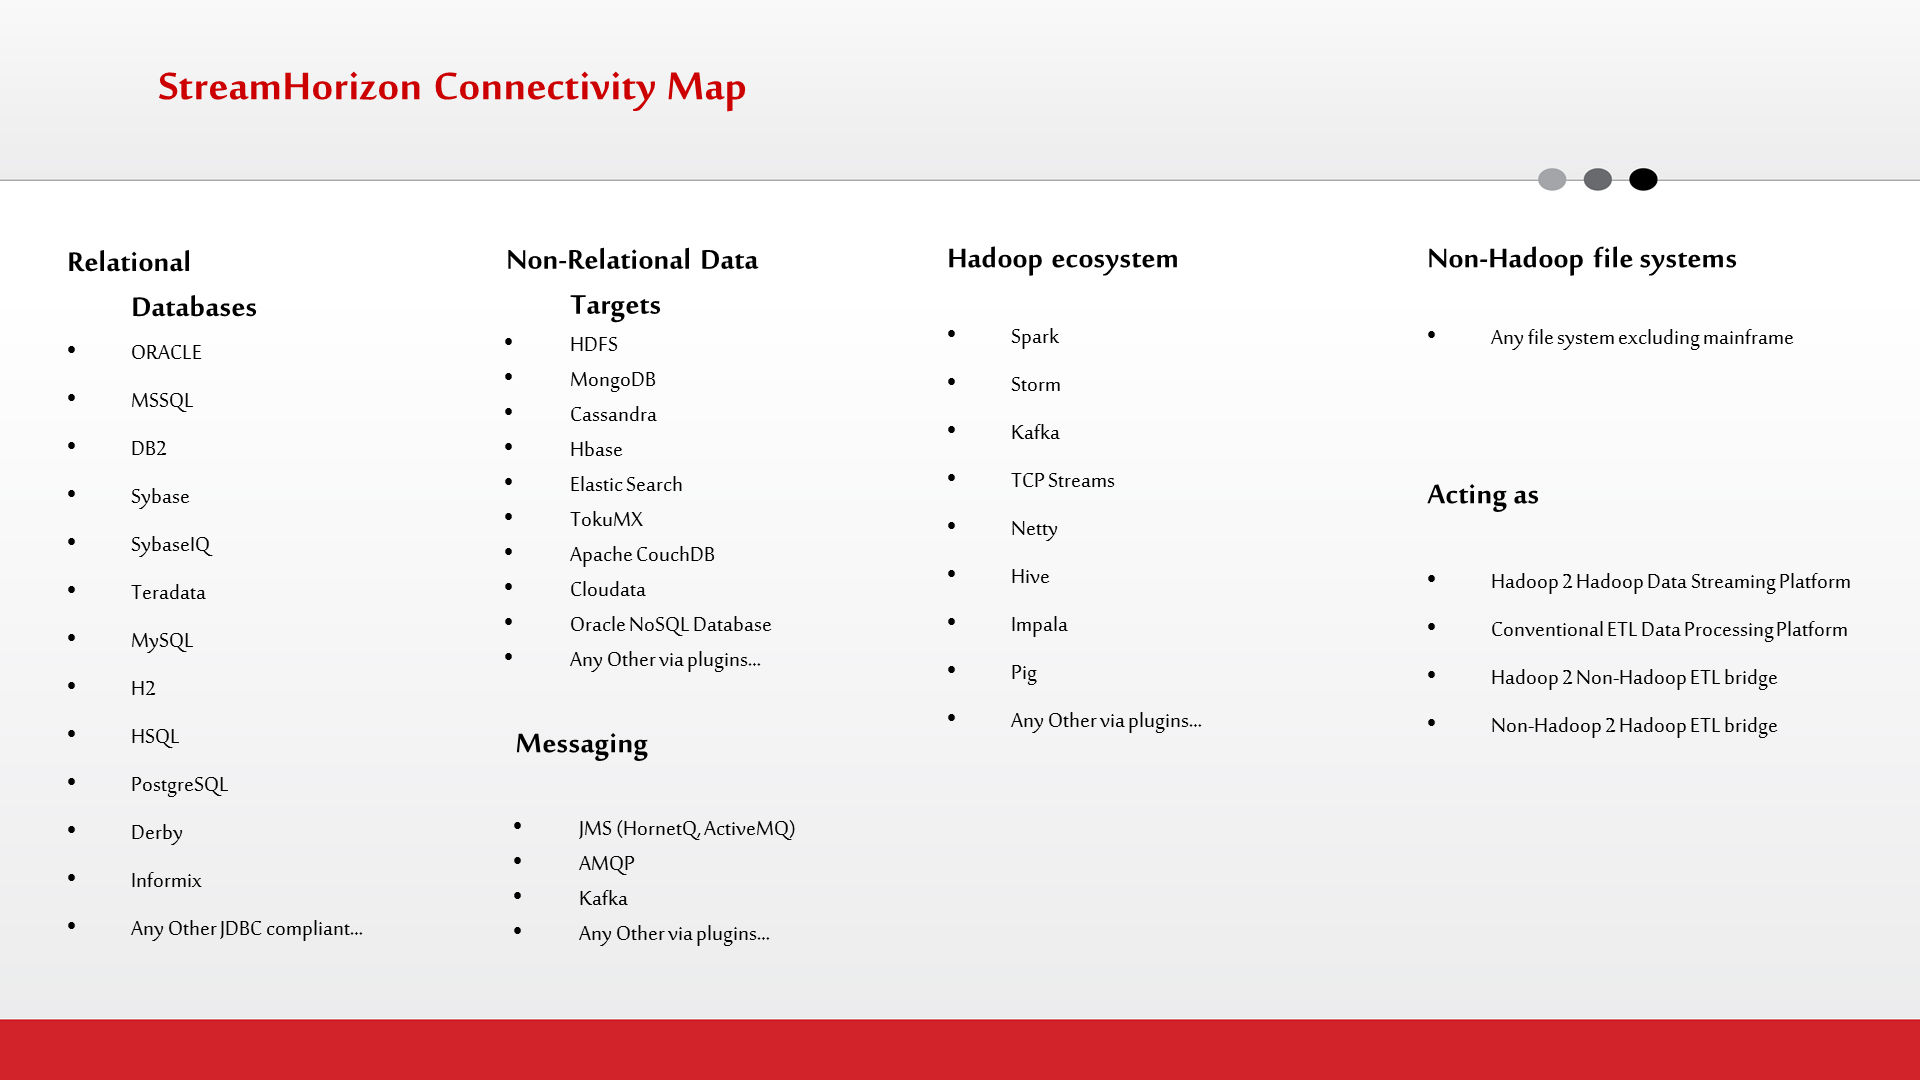 StreamHorizon Connectivity Map
Relational
Databases
• ORACLE
• MSSQL
• DB2
• Sybase
• SybaseIQ
• Teradata
• MySQL
• H2
• HSQL
• PostgreSQL
• Derby
• Informix
• Any Other JDBC compliant...
Non-Relational Data
Targets
• HDFS
• MongoDB
• Cassandra
• Hbase
• Elastic Search
• TokuMX
• Apache CouchDB
• Cloudata
• Oracle NoSQL Database
• Any Other via plugins...
Messaging
• JMS (HornetQ, ActiveMQ)
• AMQP
• Kafka
• Any Other via plugins...
Hadoop ecosystem
• Spark
• Storm
• Kafka
• TCP Streams
• Netty
• Hive
• Impala
• Pig
• Any Other via plugins...
Non-Hadoop file systems
• Any file system excluding mainframe
Acting as
• Hadoop 2 Hadoop Data Streaming Platform
• Conventional ETL Data Processing Platform
• Hadoop 2 Non-Hadoop ETL bridge
• Non-Hadoop 2 Hadoop ETL bridge